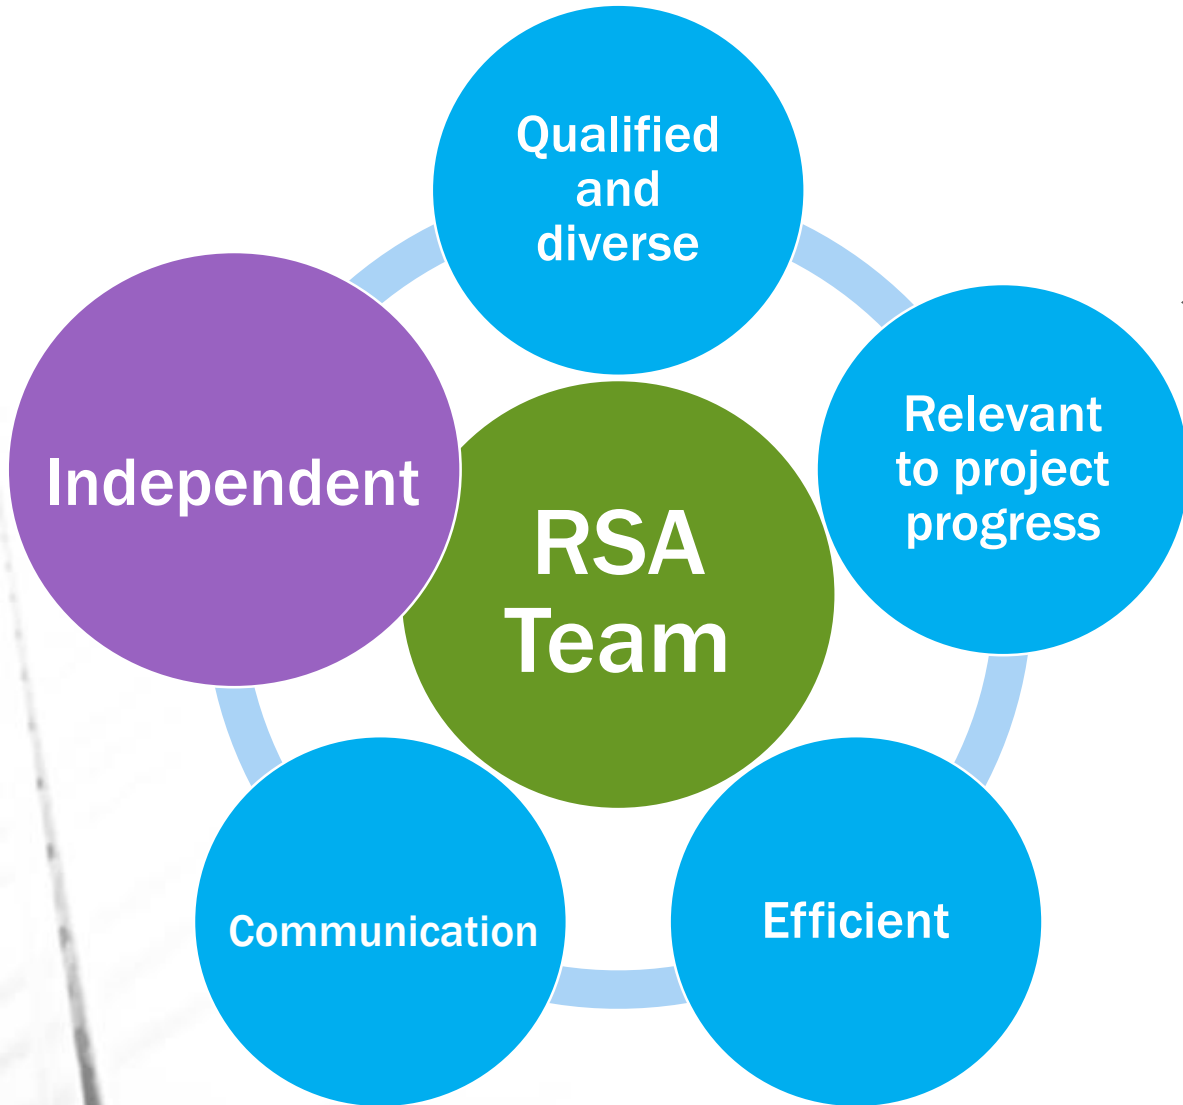 Qualified
and
diverse
Relevant
to project
progress
Efficient
Communication
Independent
RSA
Team